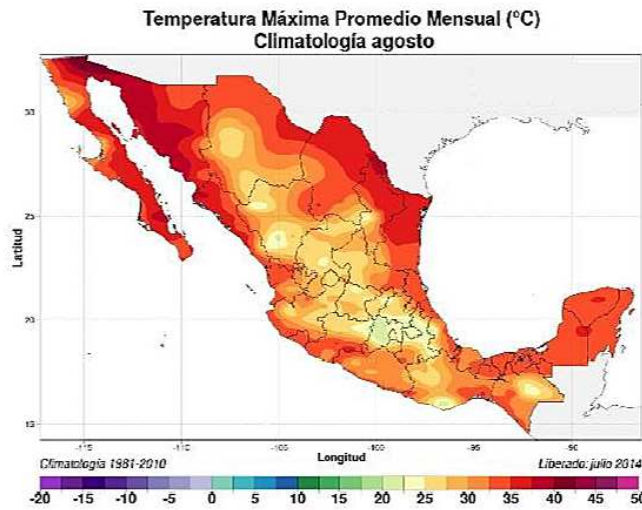 Temperatura Máxima Promedio Mensual (ºC)
Climatología agosto
30
25
20
15
Lartitud
-115
-110
-105
-100
-95
-90
Longitud
Climatología 1981-2010
Liberado: julio 2014
-20 -15 -10 -5 0 5 10 15 20 25 30 35 40 45 50